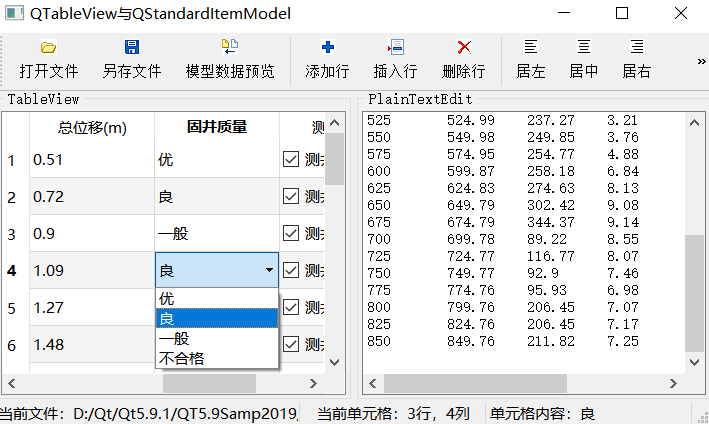 QTableView与QStandardItemModel
打开文件 另存文件 模型数据预览 添加行 插入行 删除行 居左 居中 居右 »
TableView
总位移(m) 固井质量
1 0.51 优
2 0.72 良
3 0.9 一般
4 1.09 良
5 1.27
6 1.48
优
良
一般
不合格
PlainTextEdit
525 524.99 237.27 3.21
550 549.98 249.85 3.76
575 574.95 254.77 4.88
600 599.87 258.18 6.84
625 624.83 274.63 8.13
650 649.79 302.42 9.08
675 674.79 344.37 9.14
700 699.78 89.22 8.55
725 724.77 116.77 8.07
750 749.77 92.9 7.46
775 774.76 95.93 6.98
800 799.76 206.45 7.07
825 824.76 206.45 7.17
850 849.76 211.82 7.25
当前文件：D:/Qt/Qt5.9.1/QT5.9Samp2019 当前单元格：3行，4列 单元格内容：良